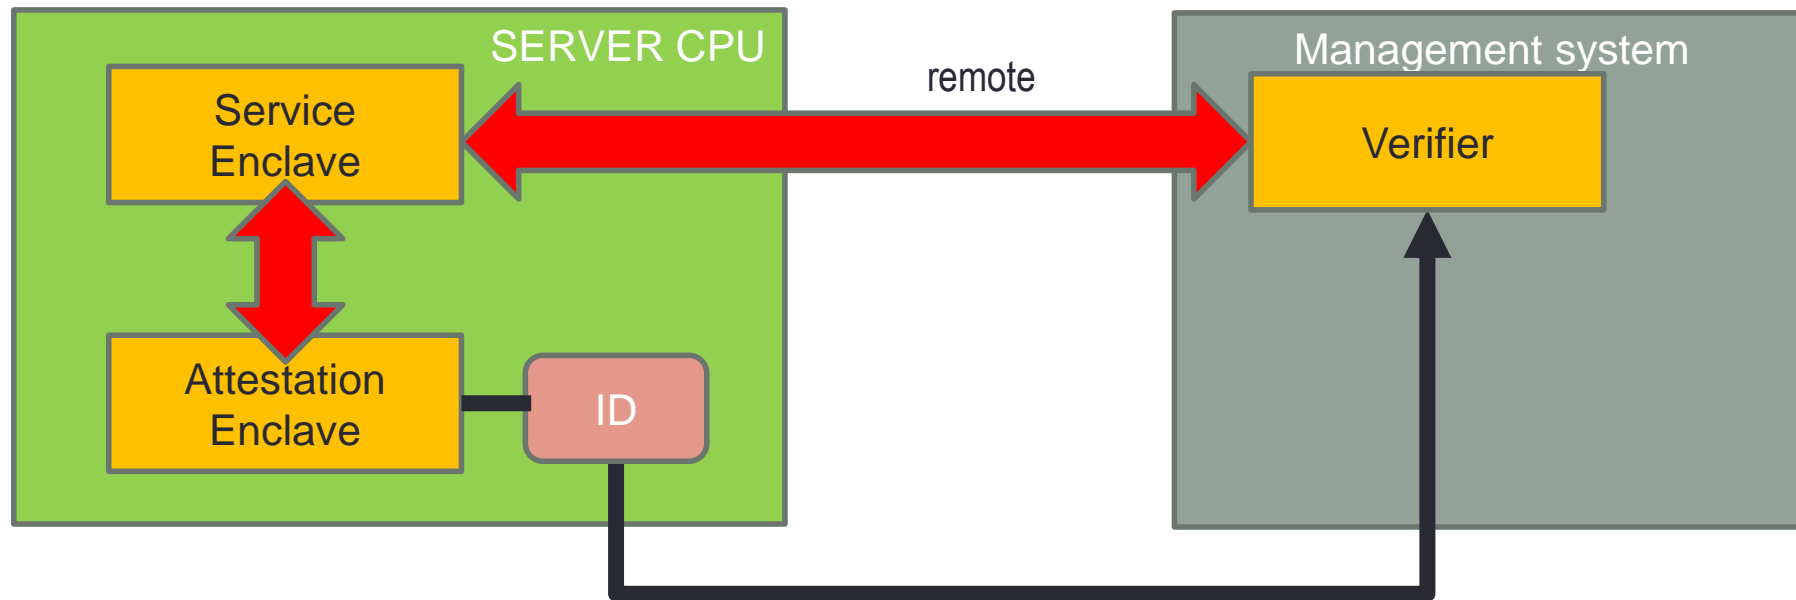 SERVER CPU
Service
Enclave
Attestation
Enclave
ID
remote
Management system
Verifier